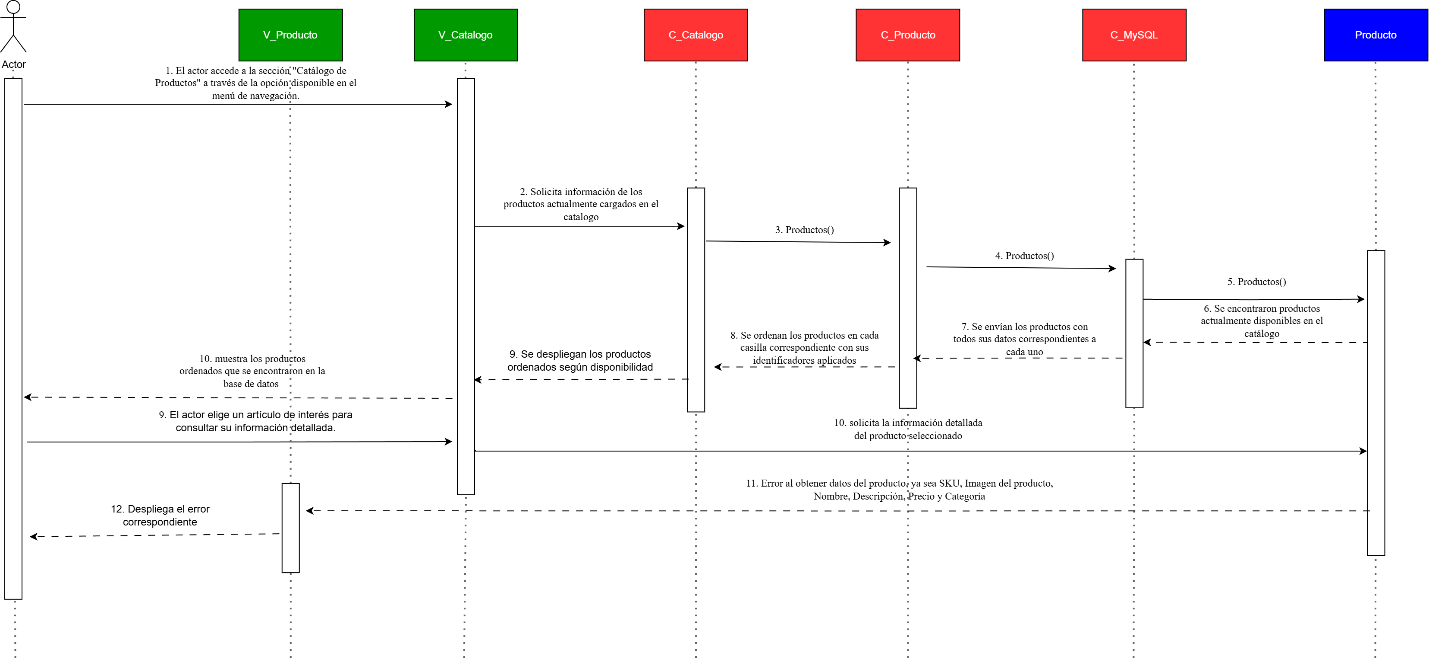 V_Producto
V_Catalogo
C_Catalogo
C_Producto
C_MySQL
Producto
Actor
1. El actor accede a la sección "Catálogo de
Productos" a través de la opción disponible en el
menú de navegación.
2. Solicita información de los
productos actualmente cargados en el
catalogo
3. Productos()
4. Productos()
5. Productos()
6. Se encontraron productos
actualmente disponibles en el
catálogo
7. Se envían los productos con
todos sus datos correspondientes a
cada uno
8. Se ordenan los productos en cada
casilla correspondiente con sus
identificadores aplicados
9. Se despliegan los productos
ordenados según disponibilidad
10. muestra los productos
ordenados que se encontraron en la
base de datos
9. El actor elige un artículo de interés para
consultar su información detallada.
10. solicita la información detallada
del producto seleccionado
11. Error al obtener datos del producto, ya sea SKU, Imagen del producto,
Nombre, Descripción, Precio y Categoría
12. Despliega el error
correspondiente